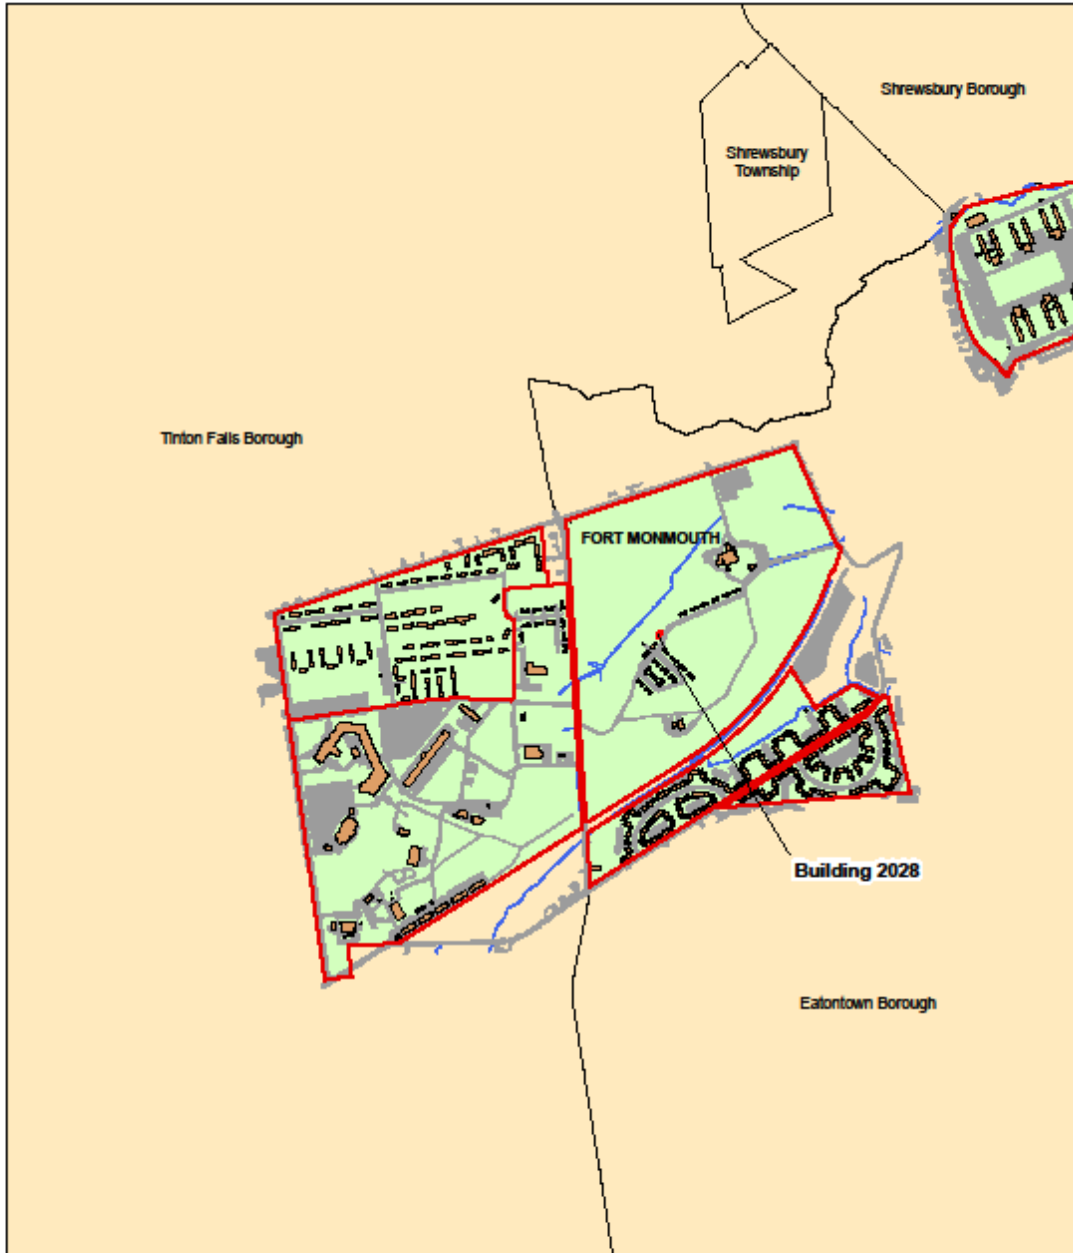 Shrewsbury Borough
Shrewsbury
Township
Tinton Falls Borough
FORT MONMOUTH
Building 2028
Eatontown Borough